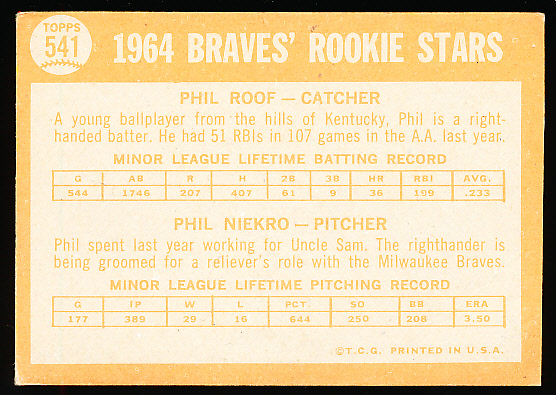 TOPPS
541
1964 BRAVES' ROOKIE STARS
PHIL ROOF — CATCHER
A young ballplayer from the hills of Kentucky, Phil is a right-
handed batter. He had 51 RBIs in 107 games in the A.A. last year.
MINOR LEAGUE LIFETIME BATTING RECORD
G AB R H 2B 3B HR RBI AVG.
544 1746 207 407 61 9 36 199 .233
PHIL NIEKRO — PITCHER
Phil spent last year working for Uncle Sam. The righthander is
being groomed for a reliever's role with the Milwaukee Braves.
MINOR LEAGUE LIFETIME PITCHING RECORD
G IP W L PCT. SO BB ERA
177 389 29 16 644 250 208 3.50
©T.C.G. PRINTED IN U.S.A.